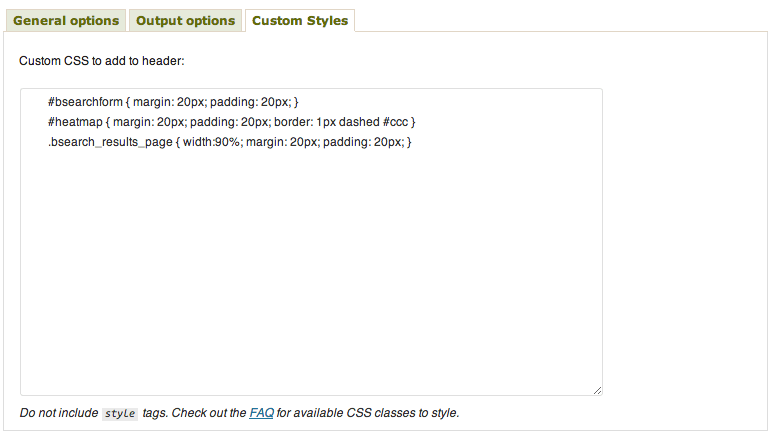 General options Output options Custom Styles
Custom CSS to add to header:
#bsearchform { margin: 20px; padding: 20px; }
#heatmap { margin: 20px; padding: 20px; border: 1px dashed #ccc }
.bsearch_results_page { width:90%; margin: 20px; padding: 20px; }
Do not include style tags. Check out the FAQ for available CSS classes to style.